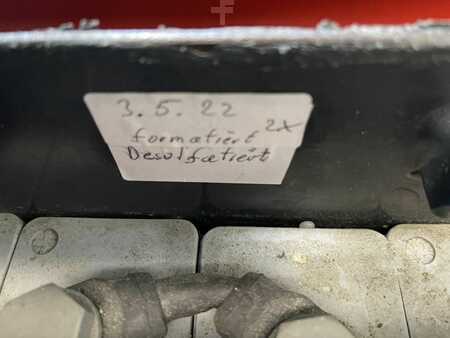 3.5.22
formatiert 2x
Desulfatiert